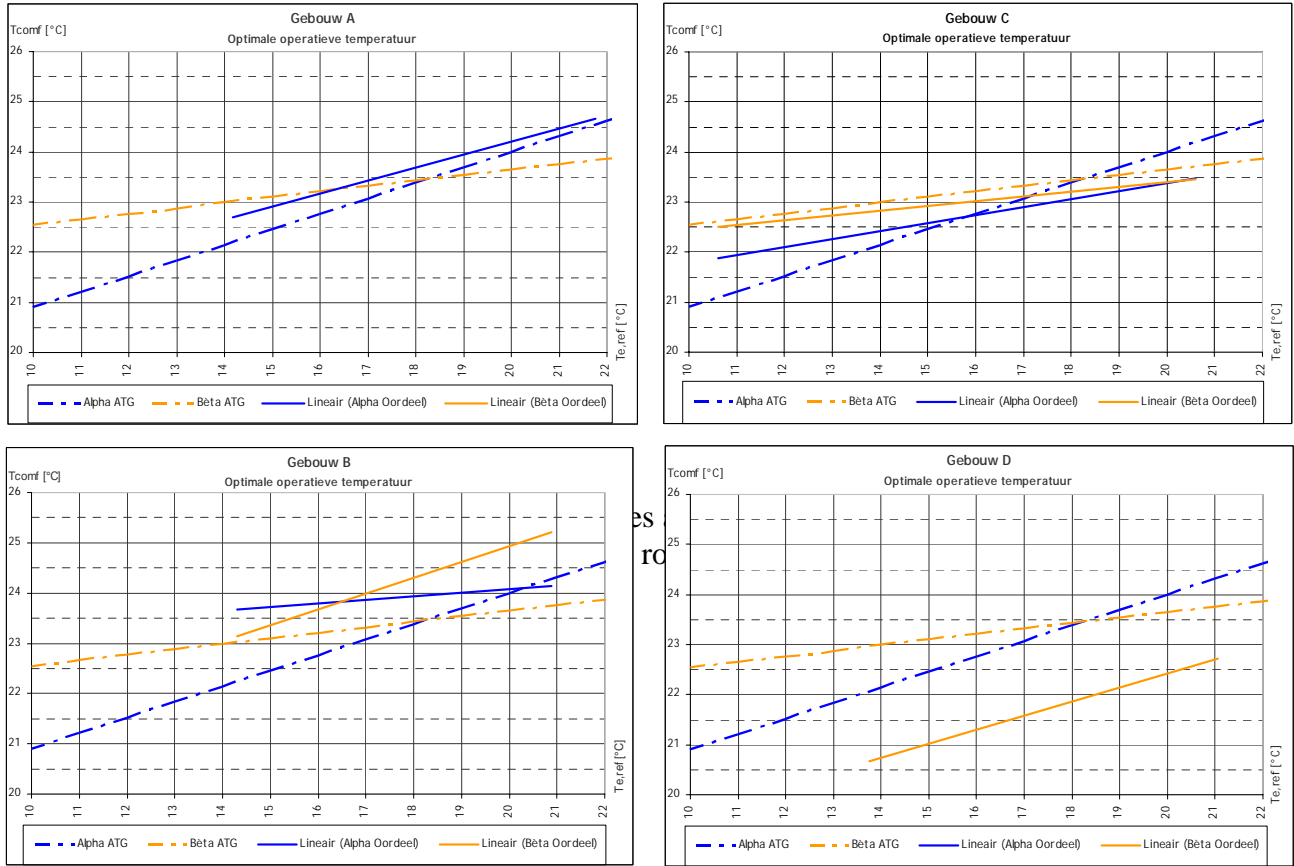 Gebouw A
Tcomf [°C]
Optimale operatieve temperatuur
26
25
24
23
22
21
20
10 11 12 13 14 15 16 17 18 19 20 21 22
Te,ref [°C]
Alpha ATG Bèta ATG Lineair (Alpha Oordeel) Lineair (Bèta Oordeel)
Gebouw C
Tcomf [°C]
Optimale operatieve temperatuur
26
25
24
23
22
21
20
10 11 12 13 14 15 16 17 18 19 20 21 22
Te,ref [°C]
Alpha ATG Bèta ATG Lineair (Alpha Oordeel) Lineair (Bèta Oordeel)
Gebouw B
Tcomf [°C]
Optimale operatieve temperatuur
26
25
24
23
22
21
20
10 11 12 13 14 15 16 17 18 19 20 21 22
Te,ref [°C]
Alpha ATG Bèta ATG Lineair (Alpha Oordeel) Lineair (Bèta Oordeel)
Gebouw D
Tcomf [°C]
Optimale operatieve temperatuur
26
25
24
23
22
21
20
10 11 12 13 14 15 16 17 18 19 20 21 22
Te,ref [°C]
Alpha ATG Bèta ATG Lineair (Alpha Oordeel) Lineair (Bèta Oordeel)